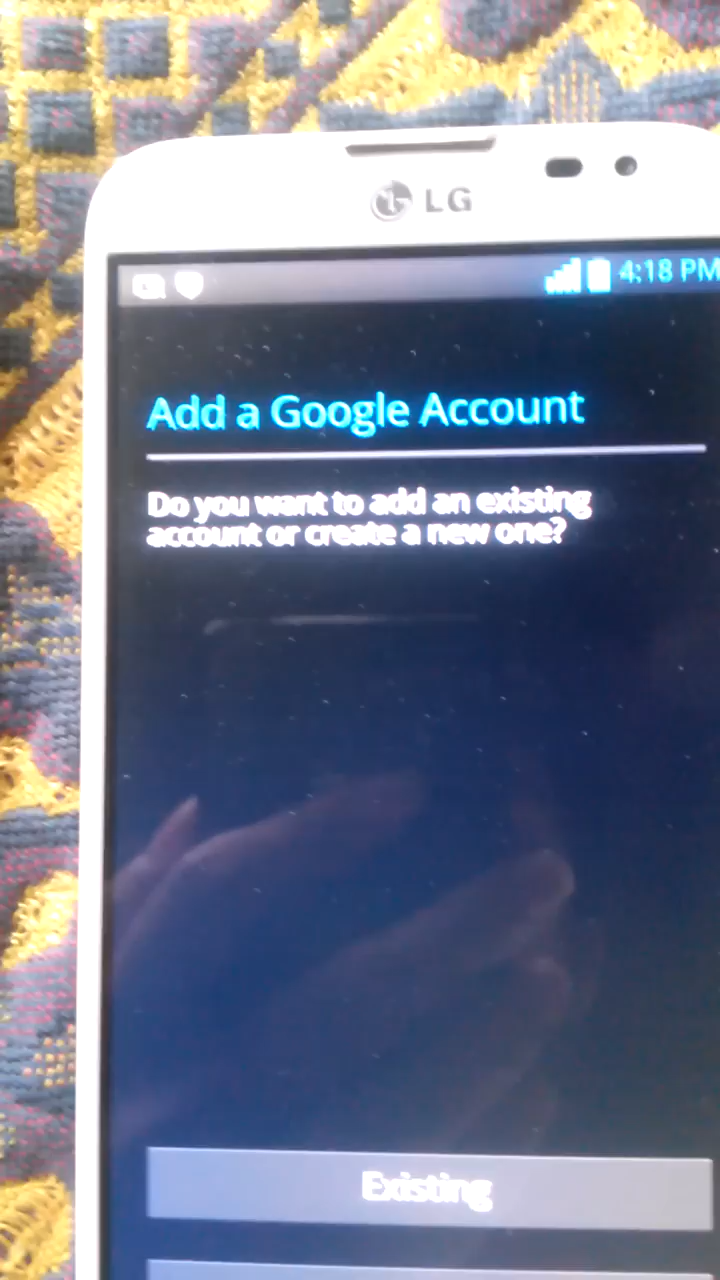 LG
4:18 PM
Add a Google Account
Do you want to add an existing
account or create a new one?
Existing